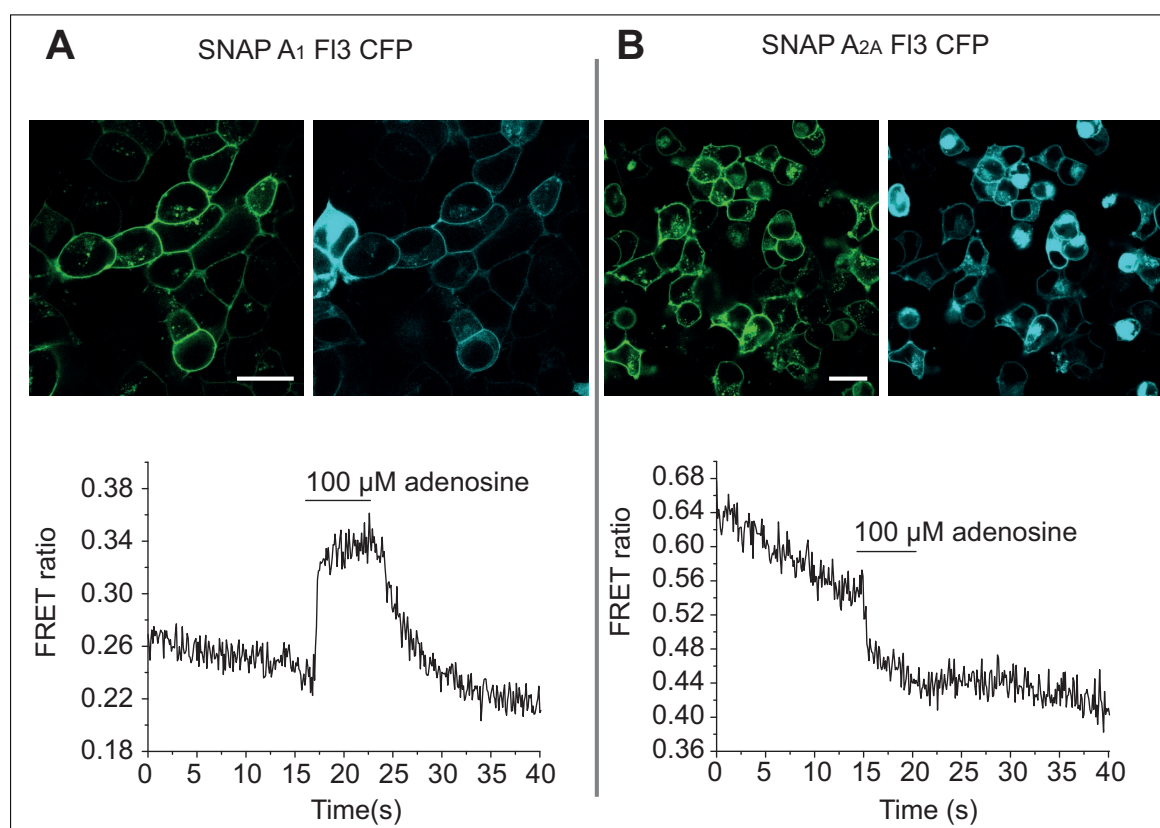 A
SNAP A1 Fl3 CFP
B
SNAP A2A Fl3 CFP
100 µM adenosine
0.38
0.34
0.30
0.26
0.22
0.18
FRET ratio
0 5 10 15 20 25 30 35 40
Time(s)
100 µM adenosine
0.68
0.64
0.60
0.56
0.52
0.48
0.44
0.40
0.36
FRET ratio
0 5 10 15 20 25 30 35 40
Time (s)